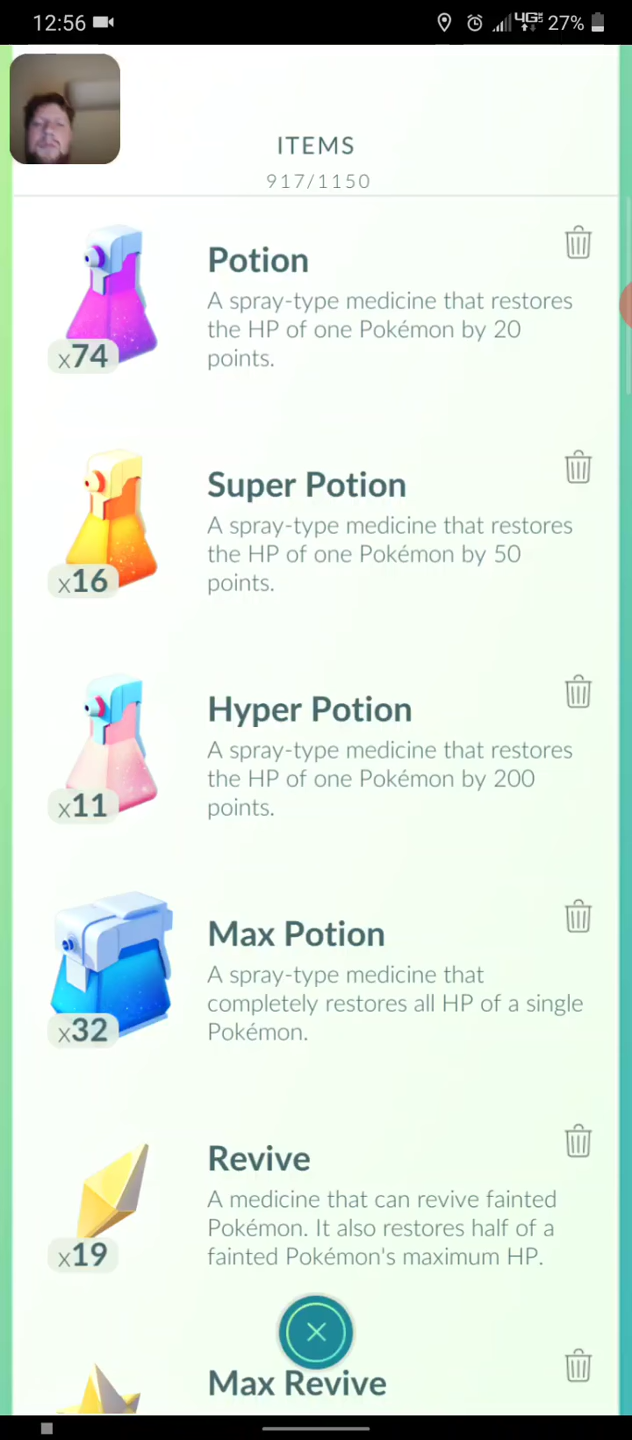 12:56 4GE 27%
ITEMS
917/1150
Potion
A spray-type medicine that restores
the HP of one Pokémon by 20
points.
x74
Super Potion
A spray-type medicine that restores
the HP of one Pokémon by 50
points.
x16
Hyper Potion
A spray-type medicine that restores
the HP of one Pokémon by 200
points.
x11
Max Potion
A spray-type medicine that
completely restores all HP of a single
Pokémon.
x32
Revive
A medicine that can revive fainted
Pokémon. It also restores half of a
fainted Pokémon's maximum HP.
x19
Max Revive